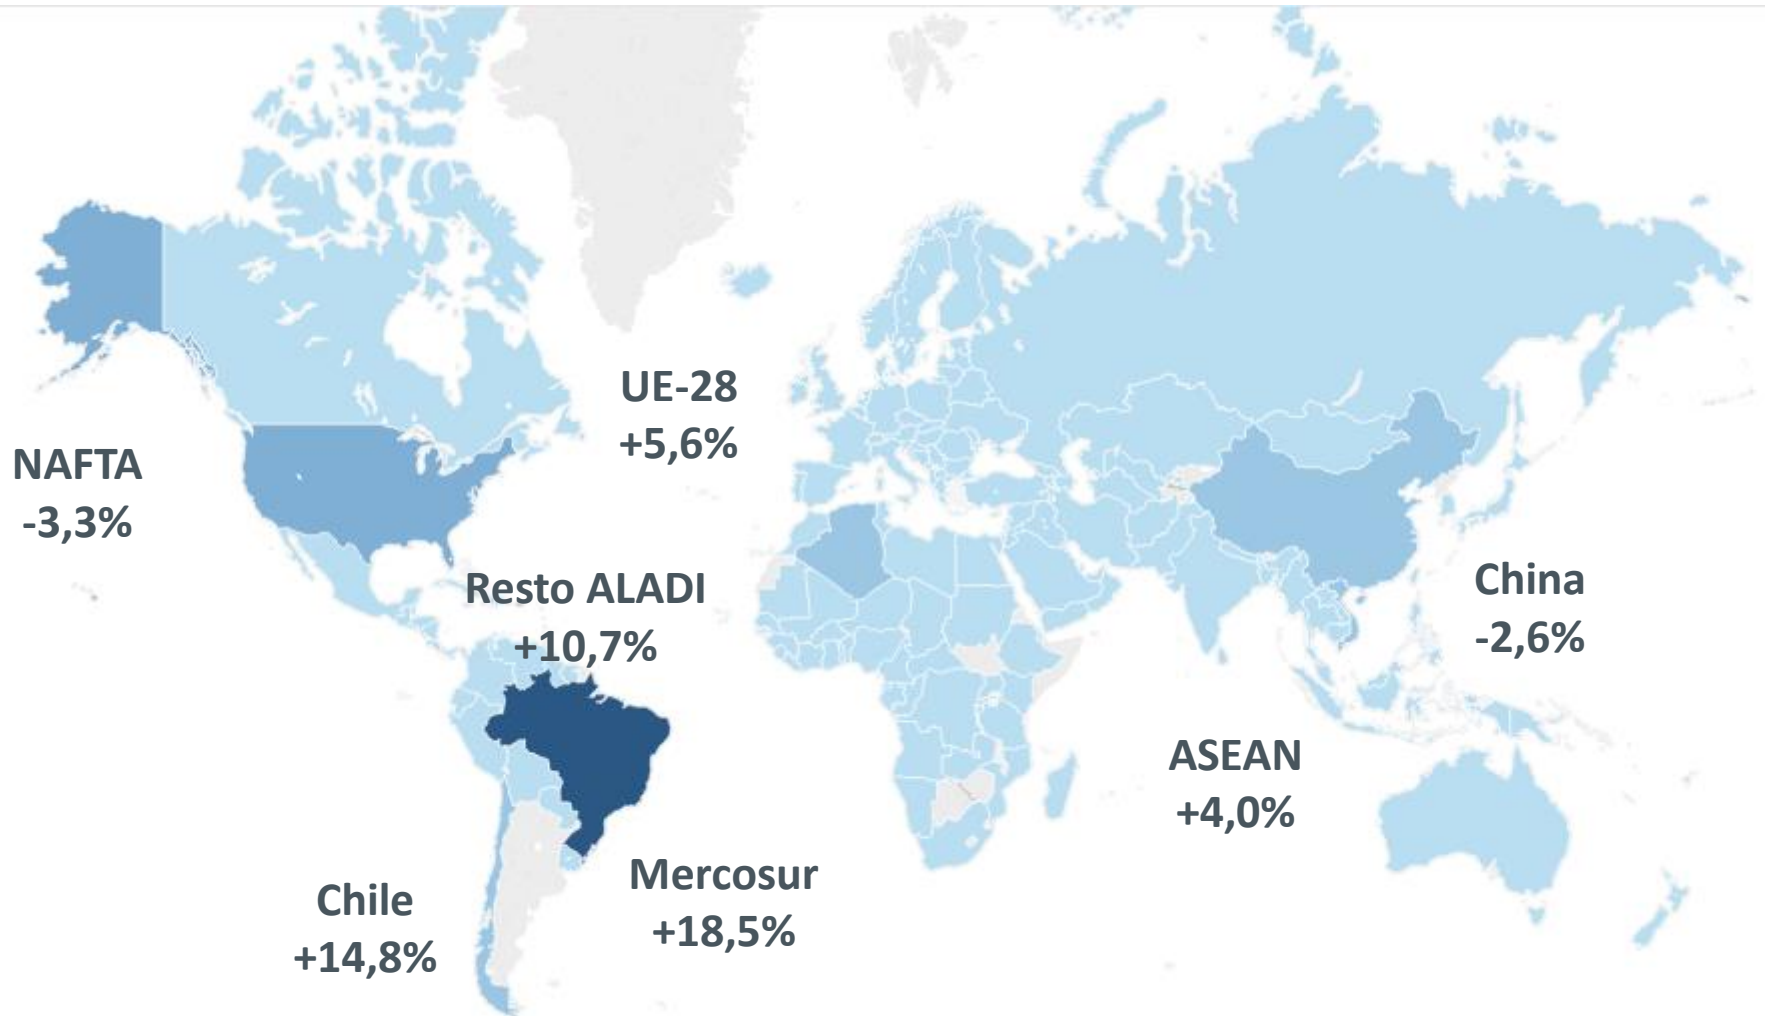 UE-28
+5,6%
NAFTA
-3,3%
Resto ALADI
+10,7%
China
-2,6%
ASEAN
+4,0%
Mercosur
+18,5%
Chile
+14,8%